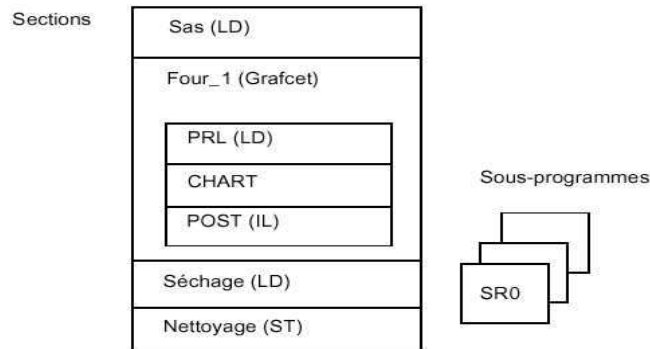 Sections
Sas (LD)
Four_1 (Grafcet)
PRL (LD)
CHART
POST (IL)
Séchage (LD)
Nettoyage (ST)
Sous-programmes
SR0